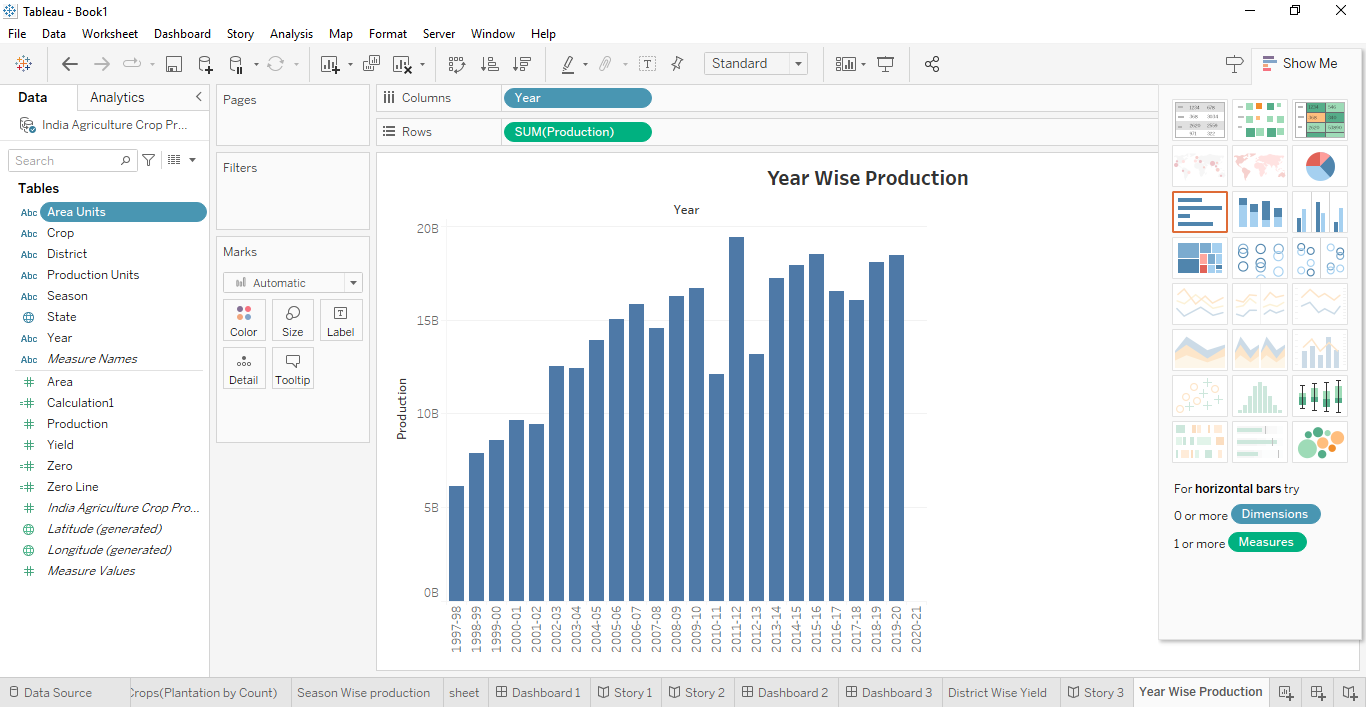 Tableau - Book1
File Data Worksheet Dashboard Story Analysis Map Format Server Window Help
Standard
Show Me
Data Analytics
India Agriculture Crop Pr...
Search
Tables
Abc Area Units
Abc Crop
Abc District
Abc Production Units
Abc Season
State
Abc Year
Abc Measure Names
Area
Calculation1
Production
Yield
Zero
Zero Line
India Agriculture Crop Pro...
Latitude (generated)
Longitude (generated)
Measure Values
Pages
Filters
Marks
Automatic
Color Size Label
Detail Tooltip
Columns Year
Rows SUM(Production)
Year Wise Production
Year
20B
15B
10B
5B
0B
Production
1997-98
1998-99
1999-00
2000-01
2001-02
2002-03
2003-04
2004-05
2005-06
2006-07
2007-08
2008-09
2009-10
2010-11
2011-12
2012-13
2013-14
2014-15
2015-16
2016-17
2017-18
2018-19
2019-20
2020-21
For horizontal bars try
0 or more Dimensions
1 or more Measures
Data Source Crops(Plantation by Count) Season Wise production sheet Dashboard 1 Story 1 Story 2 Dashboard 2 Dashboard 3 District Wise Yield Story 3 Year Wise Production